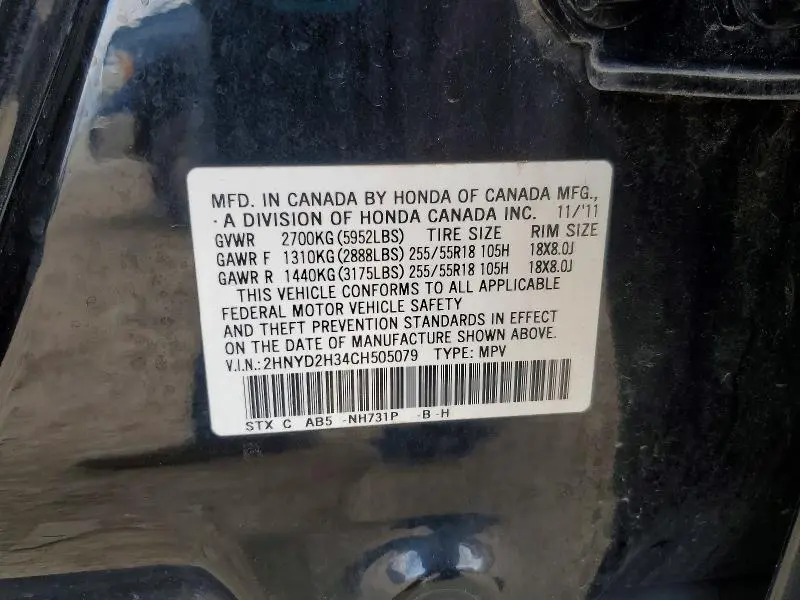 MFD. IN CANADA BY HONDA OF CANADA MFG.,
A DIVISION OF HONDA CANADA INC. 11/'11
GVWR 2700KG(5952LBS) TIRE SIZE RIM SIZE
GAWR F 1310KG(2888LBS) 255/55R18 105H 18X8.0J
GAWR R 1440KG(3175LBS) 255/55R18 105H 18X8.0J
THIS VEHICLE CONFORMS TO ALL APPLICABLE
FEDERAL MOTOR VEHICLE SAFETY
AND THEFT PREVENTION STANDARDS IN EFFECT
ON THE DATE OF MANUFACTURE SHOWN ABOVE.
V.I.N.:2HNYD2H34CH505079 TYPE: MPV
STX C AB5 -NH731P -B -H